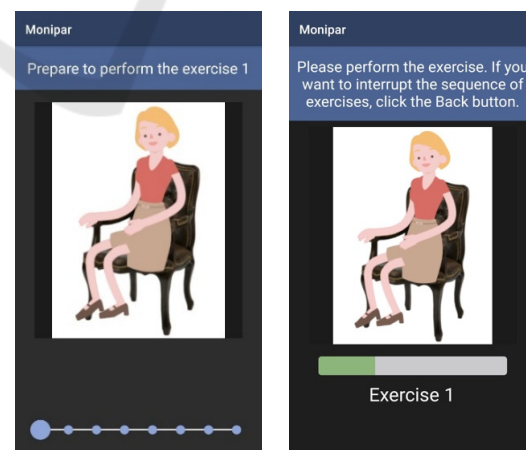 Monipar
Prepare to perform the exercise 1
Monipar
Please perform the exercise. If you
want to interrupt the sequence of
exercises, click the Back button.
Exercise 1